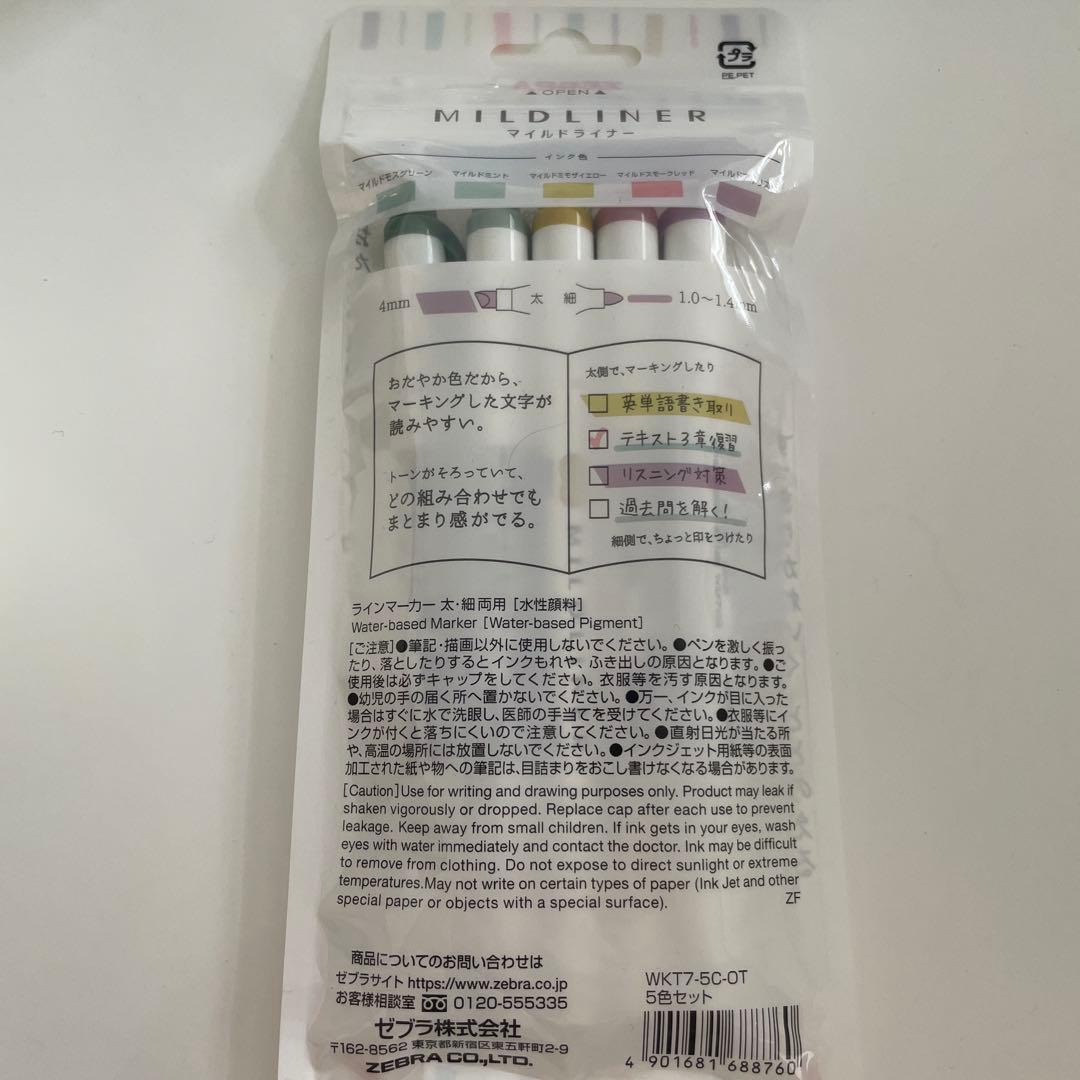 プラ
PE,PET
ZEBRA
▲OPEN▲
MILDLINER
マイルドライナー
インク色
マイルドモスグリーン マイルドミント マイルドミモザイエロー マイルドスモークレッド
4mm 太 細 1.0〜1.4mm
おだやか色だから、
マーキングした文字が
読みやすい。
トーンがそろっていて、
どの組み合わせでも
まとまり感がでる。
太側で、マーキングしたり
英単語書き取り
テキスト3章復習
リスニング対策
過去問を解く!
細側で、ちょっと印をつけたり
ラインマーカー 太・細両用 [水性顔料]
Water-based Marker [Water-based Pigment]
[ご注意]●筆記・描画以外に使用しないでください。●ペンを激しく振っ
たり、落としたりするとインクもれや、ふき出しの原因となります。●ご
使用後は必ずキャップをしてください。衣服等を汚す原因となります。
●幼児の手の届く所へ置かないでください。●万一、インクが目に入った
場合はすぐに水で洗眼し、医師の手当てを受けてください。●衣服等にイ
ンクが付くと落ちにくいので注意してください。●直射日光が当たる所
や、高温の場所には放置しないでください。●インクジェット用紙等の表面
加工された紙や物への筆記は、目詰まりをおこし書けなくなる場合があります。
[Caution]Use for writing and drawing purposes only. Product may leak if
shaken vigorously or dropped. Replace cap after each use to prevent
leakage. Keep away from small children. If ink gets in your eyes, wash
eyes with water immediately and contact the doctor. Ink may be difficult
to remove from clothing. Do not expose to direct sunlight or extreme
temperatures.May not write on certain types of paper (Ink Jet and other
special paper or objects with a special surface).
ZF
商品についてのお問い合わせは
ゼブラサイト https://www.zebra.co.jp
お客様相談室 0120-555335
ゼブラ株式会社
〒162-8562 東京都新宿区東五軒町2-9
ZEBRA CO.,LTD.
WKT7-5C-OT
5色セット
4 901681 688760